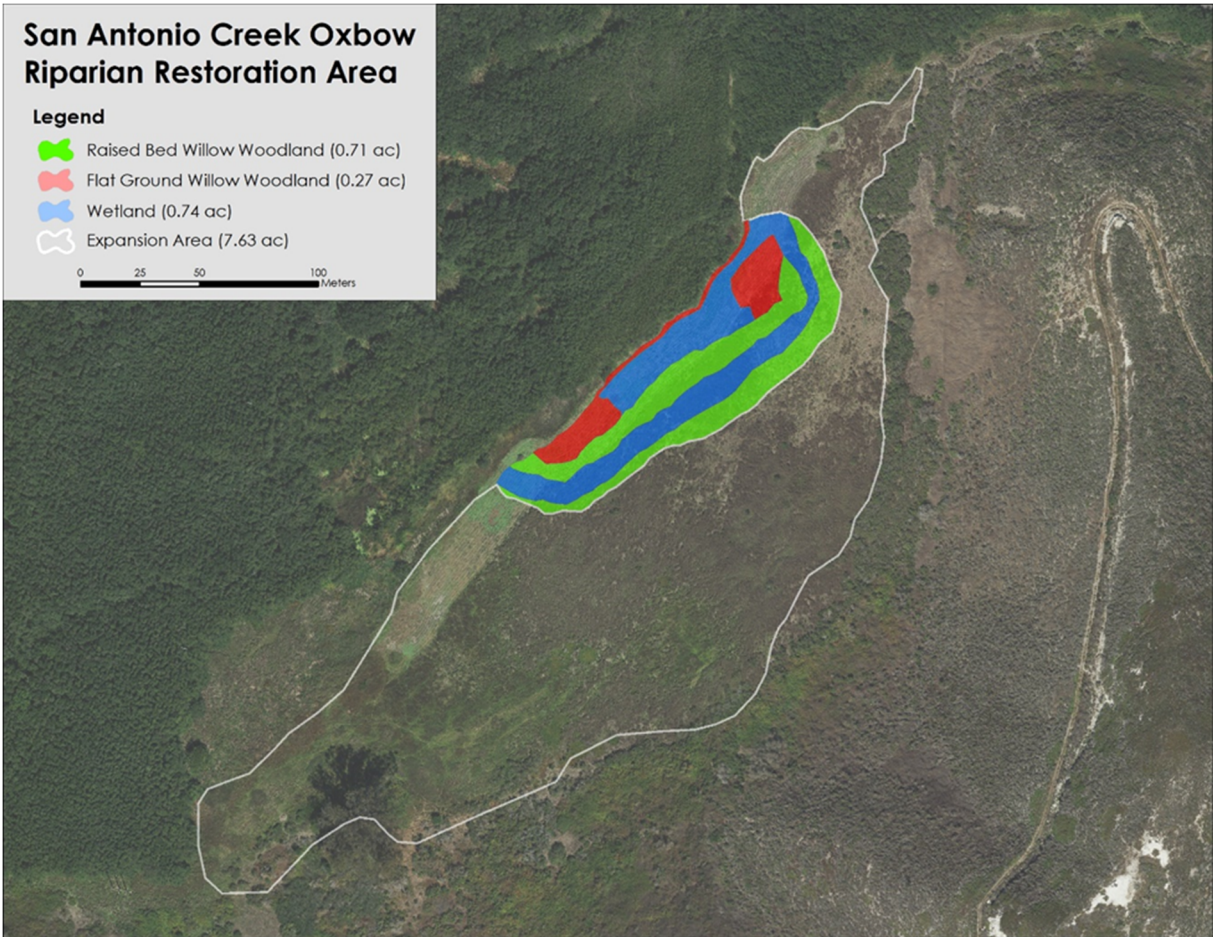 San Antonio Creek Oxbow
Riparian Restoration Area
Legend
Raised Bed Willow Woodland (0.71 ac)
Flat Ground Willow Woodland (0.27 ac)
Wetland (0.74 ac)
Expansion Area (7.63 ac)
0 25 50 100
Meters